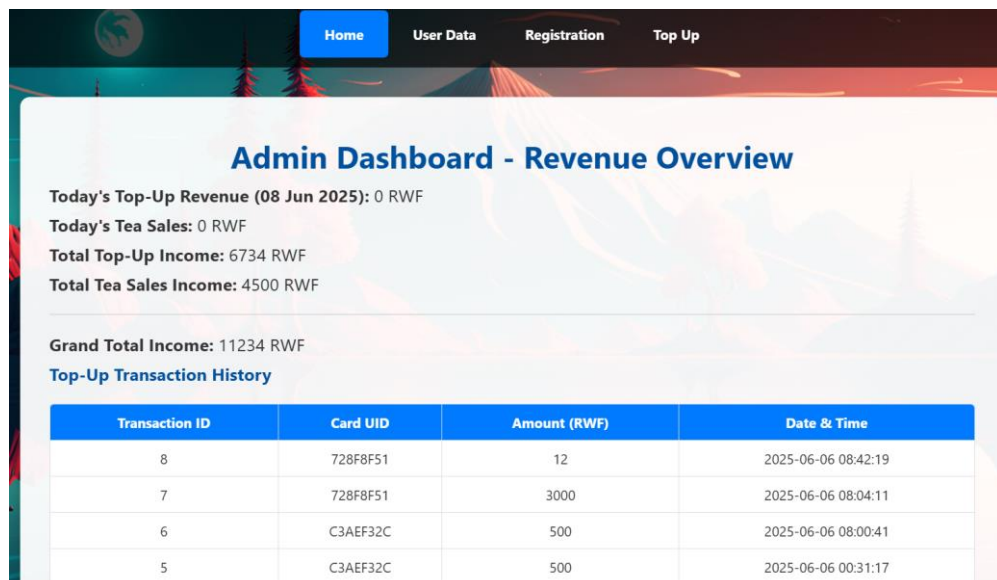 Home User Data Registration Top Up
Admin Dashboard - Revenue Overview
Today's Top-Up Revenue (08 Jun 2025): 0 RWF
Today's Tea Sales: 0 RWF
Total Top-Up Income: 6734 RWF
Total Tea Sales Income: 4500 RWF
Grand Total Income: 11234 RWF
Top-Up Transaction History
Transaction ID Card UID Amount (RWF) Date & Time
8 728F8F51 12 2025-06-06 08:42:19
7 728F8F51 3000 2025-06-06 08:04:11
6 C3AEF32C 500 2025-06-06 08:00:41
5 C3AEF32C 500 2025-06-06 00:31:17